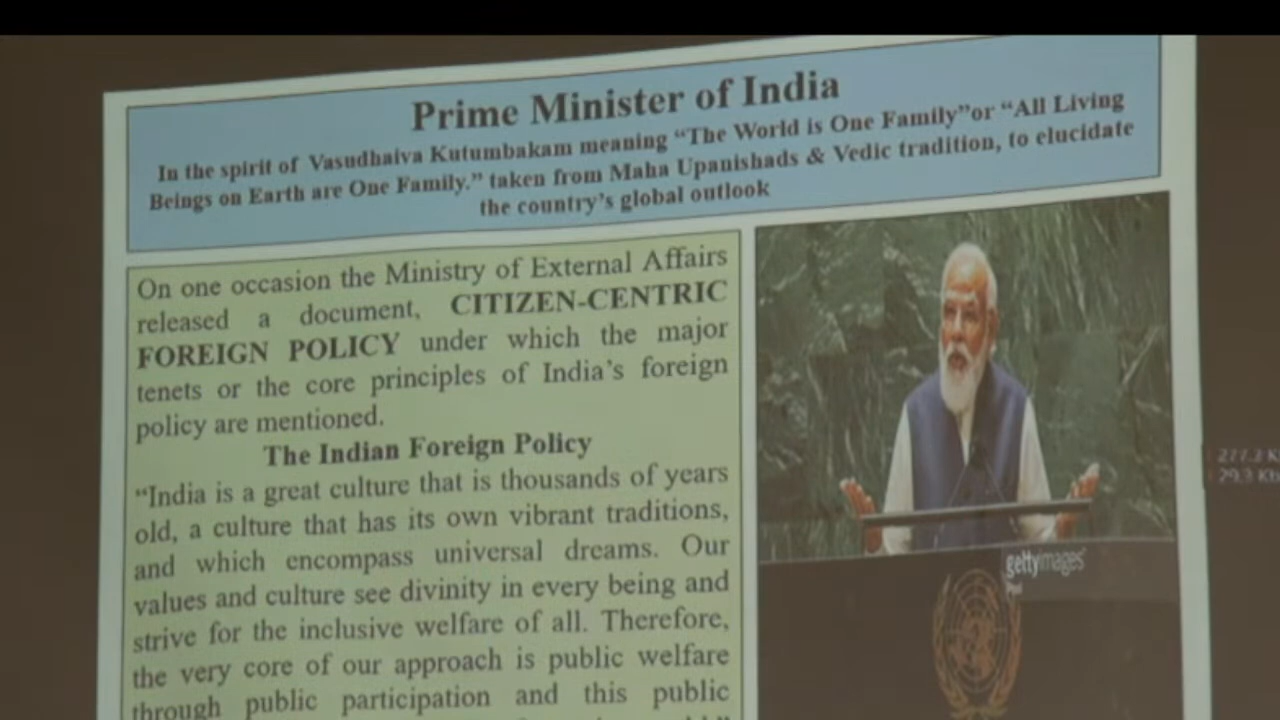 Prime Minister of India
In the spirit of Vasudhaiva Kutumbakam meaning “The World is One Family”or “All Living
Beings on Earth are One Family.” taken from Maha Upanishads & Vedic tradition, to elucidate
the country’s global outlook
On one occasion the Ministry of External Affairs
released a document, CITIZEN-CENTRIC
FOREIGN POLICY under which the major
tenets or the core principles of India’s foreign
policy are mentioned.
The Indian Foreign Policy
“India is a great culture that is thousands of years
old, a culture that has its own vibrant traditions,
and which encompass universal dreams. Our
values and culture see divinity in every being and
strive for the inclusive welfare of all. Therefore,
the very core of our approach is public welfare
through public participation and this public
gettyimages